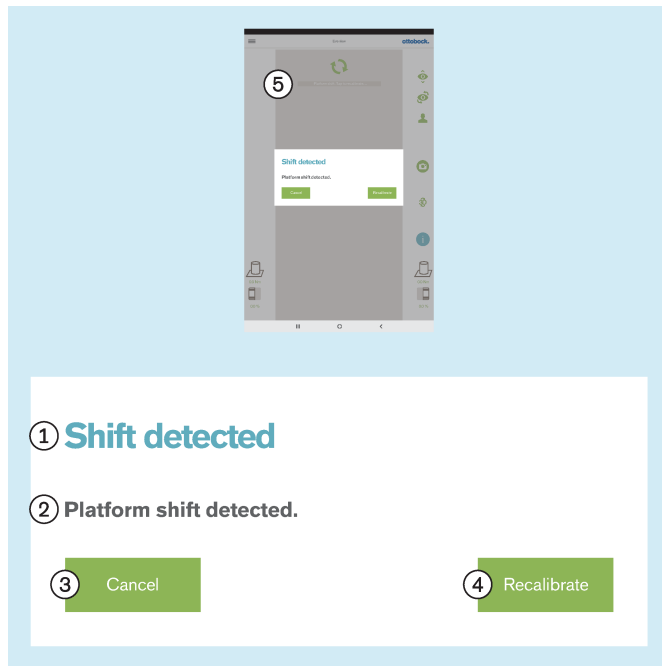 ottobock.
5
Shift detected
Platform shift detected.
Cancel Recalibrate
1 Shift detected
2 Platform shift detected.
3 Cancel 4 Recalibrate